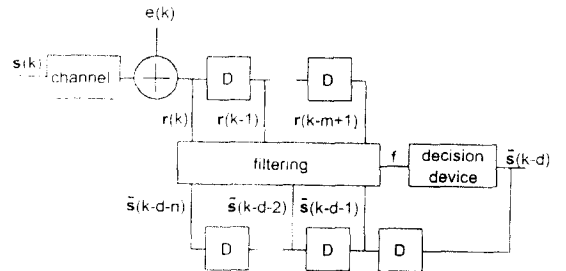 e(k)
s(k)
channel
D
D
r(k)
r(k-1)
r(k-m+1)
filtering
f
decision
device
s̄(k-d)
s̄(k-d-n)
s̄(k-d-2)
s̄(k-d-1)
D
D
D